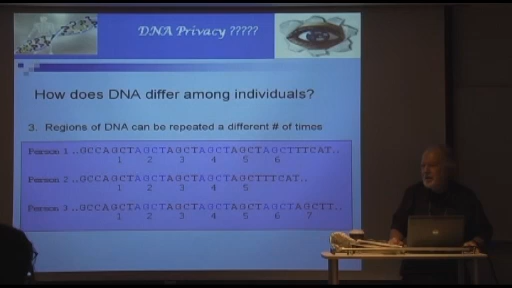 DNA Privacy ?????
How does DNA differ among individuals?
3. Regions of DNA can be repeated a different # of times
Person 1 ..GCCAGCTAGCTAGCTAGCTAGCTAGCTTTCAT..
1 2 3 4 5 6
Person 2 ..GCCAGCTAGCTAGCTAGCTAGCTTTCAT..
1 2 3 4 5
Person 3 ..GCCAGCTAGCTAGCTAGCTAGCTAGCTAGCTT..
1 2 3 4 5 6 7